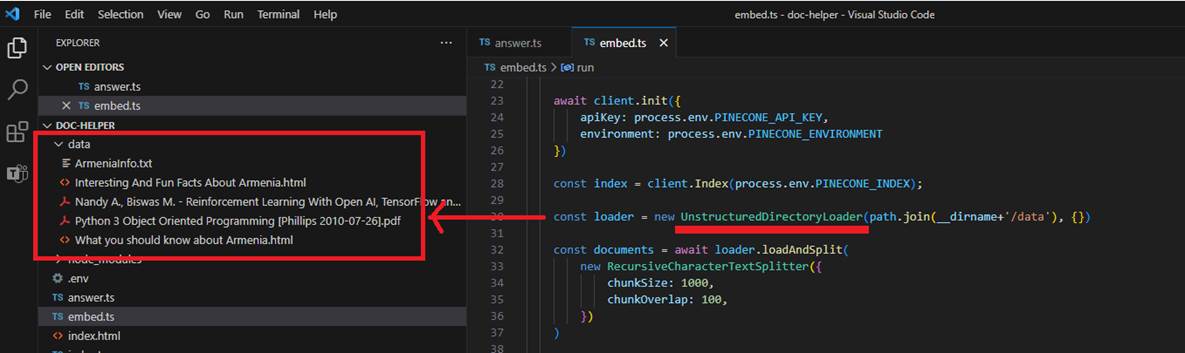 File Edit Selection View Go Run Terminal Help
embed.ts - doc-helper - Visual Studio Code
EXPLORER ...
OPEN EDITORS
TS answer.ts
TS embed.ts
DOC-HELPER
data
ArmeniaInfo.txt
<> Interesting And Fun Facts About Armenia.html
Nandy A., Biswas M. - Reinforcement Learning With Open AI, TensorFlow an...
Python 3 Object Oriented Programming [Phillips 2010-07-26].pdf
<> What you should know about Armenia.html
node_modules
.env
TS answer.ts
TS embed.ts
<> index.html
TS answer.ts TS embed.ts
TS embed.ts > run
22
23 await client.init({
24 apiKey: process.env.PINECONE_API_KEY,
25 environment: process.env.PINECONE_ENVIRONMENT
26 })
27
28 const index = client.Index(process.env.PINECONE_INDEX);
29
30 const loader = new UnstructuredDirectoryLoader(path.join(__dirname+'/data'), {})
31
32 const documents = await loader.loadAndSplit(
33 new RecursiveCharacterTextSplitter({
34 chunkSize: 1000,
35 chunkOverlap: 100,
36 })
37 )
38